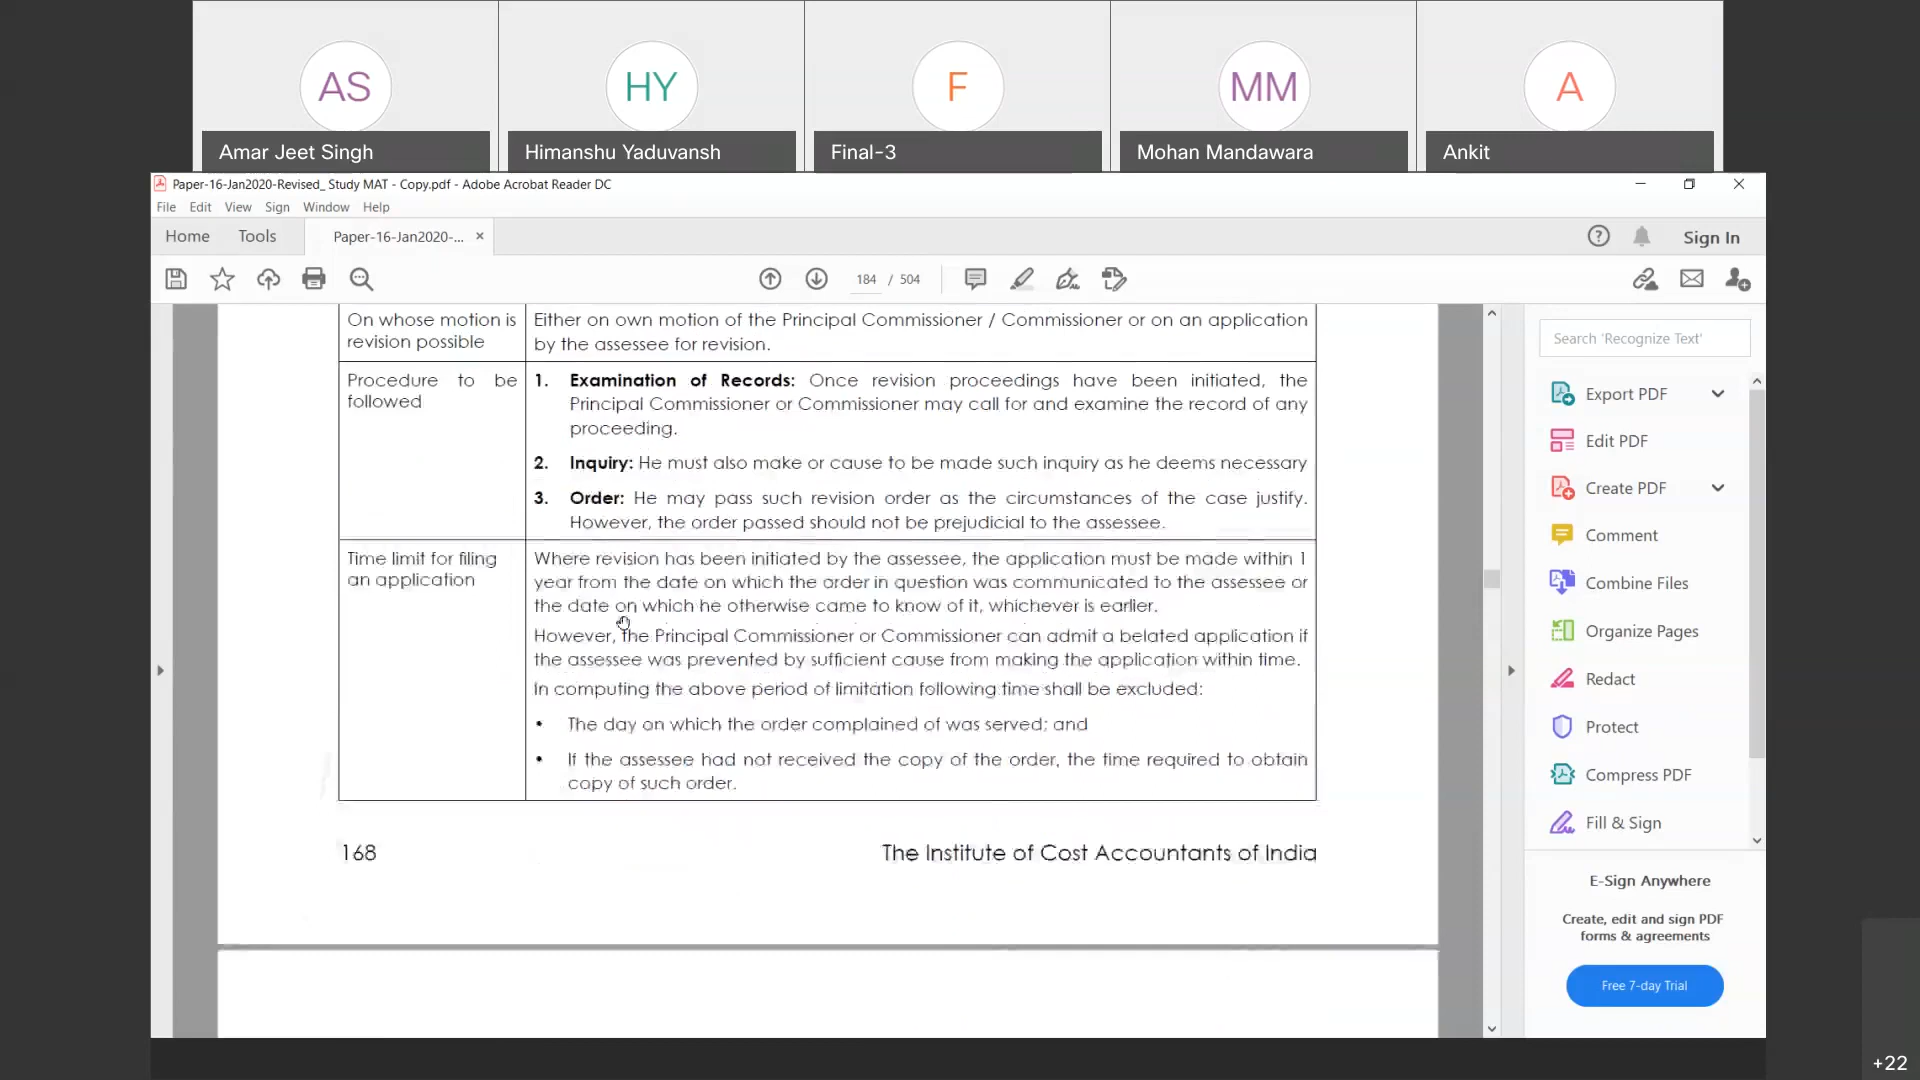 AS
HY
F
MM
A
Amar Jeet Singh
Himanshu Yaduvansh
Final-3
Mohan Mandawara
Ankit
Paper-16-Jan2020-Revised_ Study MAT - Copy.pdf - Adobe Acrobat Reader DC
File Edit View Sign Window Help
Home Tools Paper-16-Jan2020-... ×
Sign In
184 / 504
On whose motion is
revision possible
Either on own motion of the Principal Commissioner / Commissioner or on an application
by the assessee for revision.
Procedure to be
followed
1. Examination of Records: Once revision proceedings have been initiated, the
Principal Commissioner or Commissioner may call for and examine the record of any
proceeding.
2. Inquiry: He must also make or cause to be made such inquiry as he deems necessary
3. Order: He may pass such revision order as the circumstances of the case justify.
However, the order passed should not be prejudicial to the assessee.
Time limit for filing
an application
Where revision has been initiated by the assessee, the application must be made within 1
year from the date on which the order in question was communicated to the assessee or
the date on which he otherwise came to know of it, whichever is earlier.
However, the Principal Commissioner or Commissioner can admit a belated application if
the assessee was prevented by sufficient cause from making the application within time.
In computing the above period of limitation following time shall be excluded:
• The day on which the order complained of was served; and
• If the assessee had not received the copy of the order, the time required to obtain
copy of such order.
168
The Institute of Cost Accountants of India
Search 'Recognize Text'
Export PDF
Edit PDF
Create PDF
Comment
Combine Files
Organize Pages
Redact
Protect
Compress PDF
Fill & Sign
E-Sign Anywhere
Create, edit and sign PDF
forms & agreements
Free 7-day Trial
+22